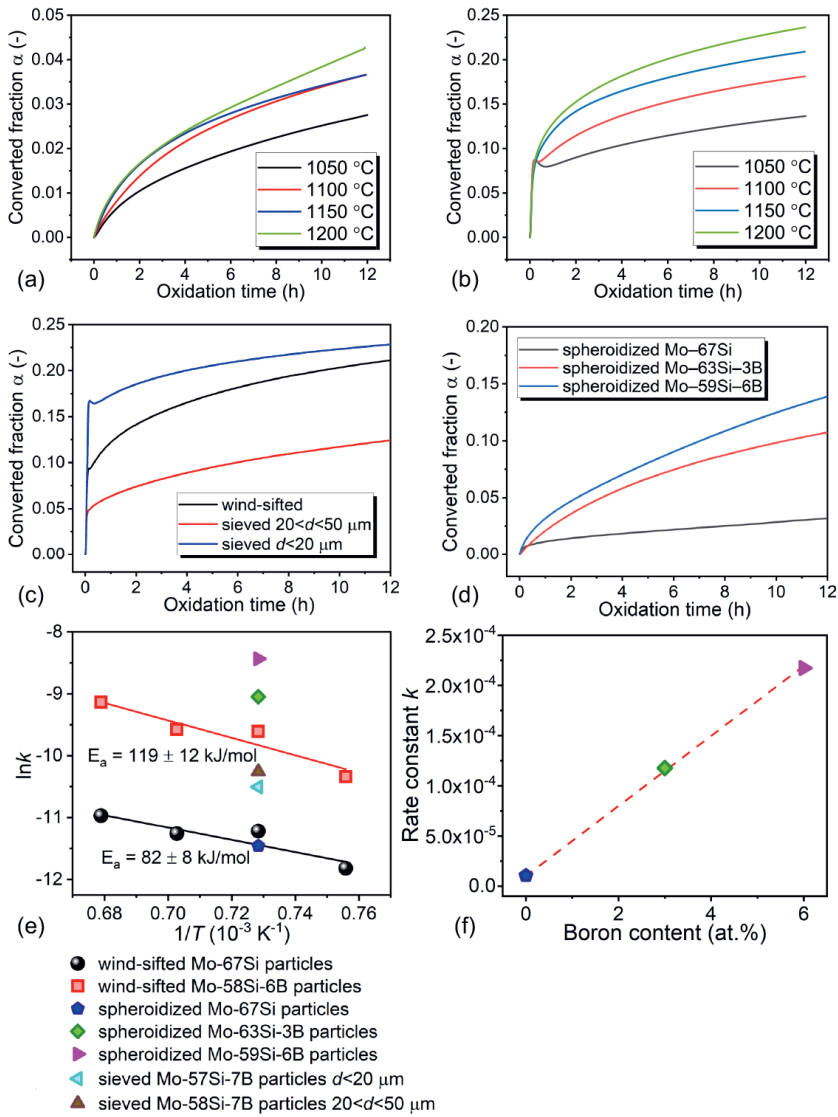 Converted fraction α (-)
0.05
0.04
0.03
0.02
0.01
0.00
1050 °C
1100 °C
1150 °C
1200 °C
0 2 4 6 8 10 12
(a)
Oxidation time (h)
Converted fraction α (-)
0.25
0.20
0.15
0.10
0.05
0.00
1050 °C
1100 °C
1150 °C
1200 °C
0 2 4 6 8 10 12
(b)
Oxidation time (h)
Converted fraction α (-)
0.25
0.20
0.15
0.10
0.05
0.00
wind-sifted
sieved 20<d<50 μm
sieved d<20 μm
0 2 4 6 8 10 12
(c)
Oxidation time (h)
Converted fraction α (-)
0.20
0.15
0.10
0.05
0.00
spheroidized Mo–67Si
spheroidized Mo–63Si–3B
spheroidized Mo–59Si–6B
0 2 4 6 8 10 12
(d)
Oxidation time (h)
lnk
-8
-9
-10
-11
-12
Ea = 119 ± 12 kJ/mol
Ea = 82 ± 8 kJ/mol
0.68 0.70 0.72 0.74 0.76
(e)
1/T (10⁻³ K⁻¹)
Rate constant k
2.5x10⁻⁴
2.0x10⁻⁴
1.5x10⁻⁴
1.0x10⁻⁴
5.0x10⁻⁵
0.0
0 2 4 6
(f)
Boron content (at.%)
wind-sifted Mo-67Si particles
wind-sifted Mo-58Si-6B particles
spheroidized Mo-67Si particles
spheroidized Mo-63Si-3B particles
spheroidized Mo-59Si-6B particles
sieved Mo-57Si-7B particles d<20 μm
sieved Mo-58Si-7B particles 20<d<50 μm